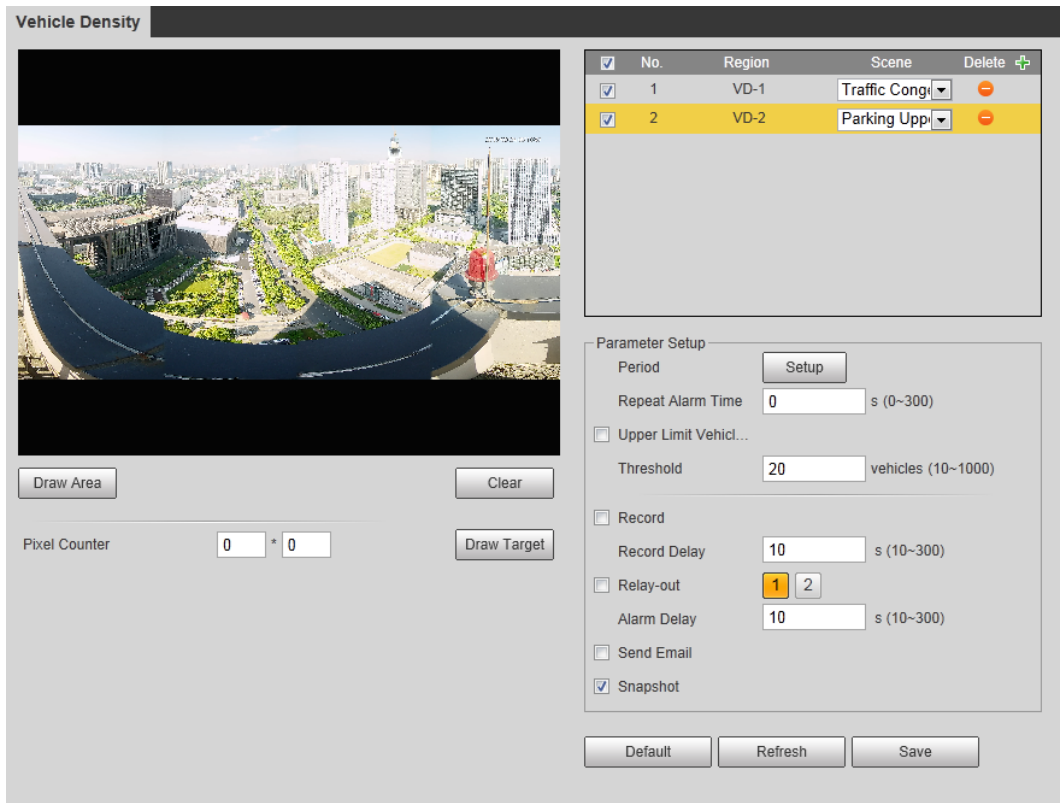 Vehicle Density
No. Region Scene Delete
1 VD-1 Traffic Cong
2 VD-2 Parking Upp
Draw Area Clear
Pixel Counter 0 * 0 Draw Target
Parameter Setup
Period Setup
Repeat Alarm Time 0 s (0~300)
Upper Limit Vehicl...
Threshold 20 vehicles (10~1000)
Record
Record Delay 10 s (10~300)
Relay-out 1 2
Alarm Delay 10 s (10~300)
Send Email
Snapshot
Default Refresh Save